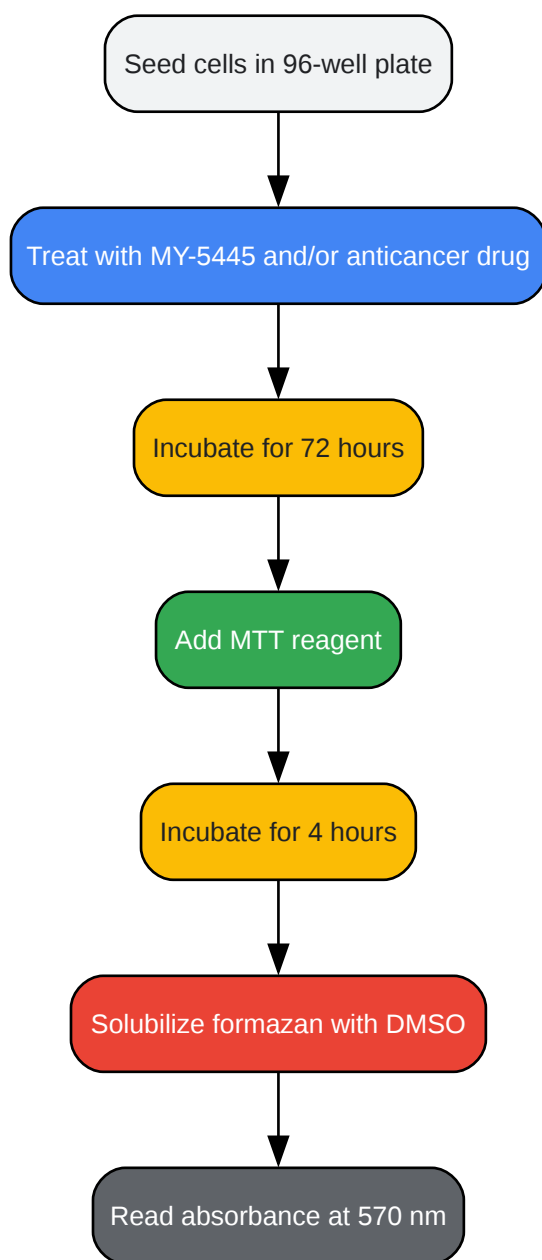 Seed cells in 96-well plate
Treat with MY-5445 and/or anticancer drug
Incubate for 72 hours
Add MTT reagent
Incubate for 4 hours
Solubilize formazan with DMSO
Read absorbance at 570 nm